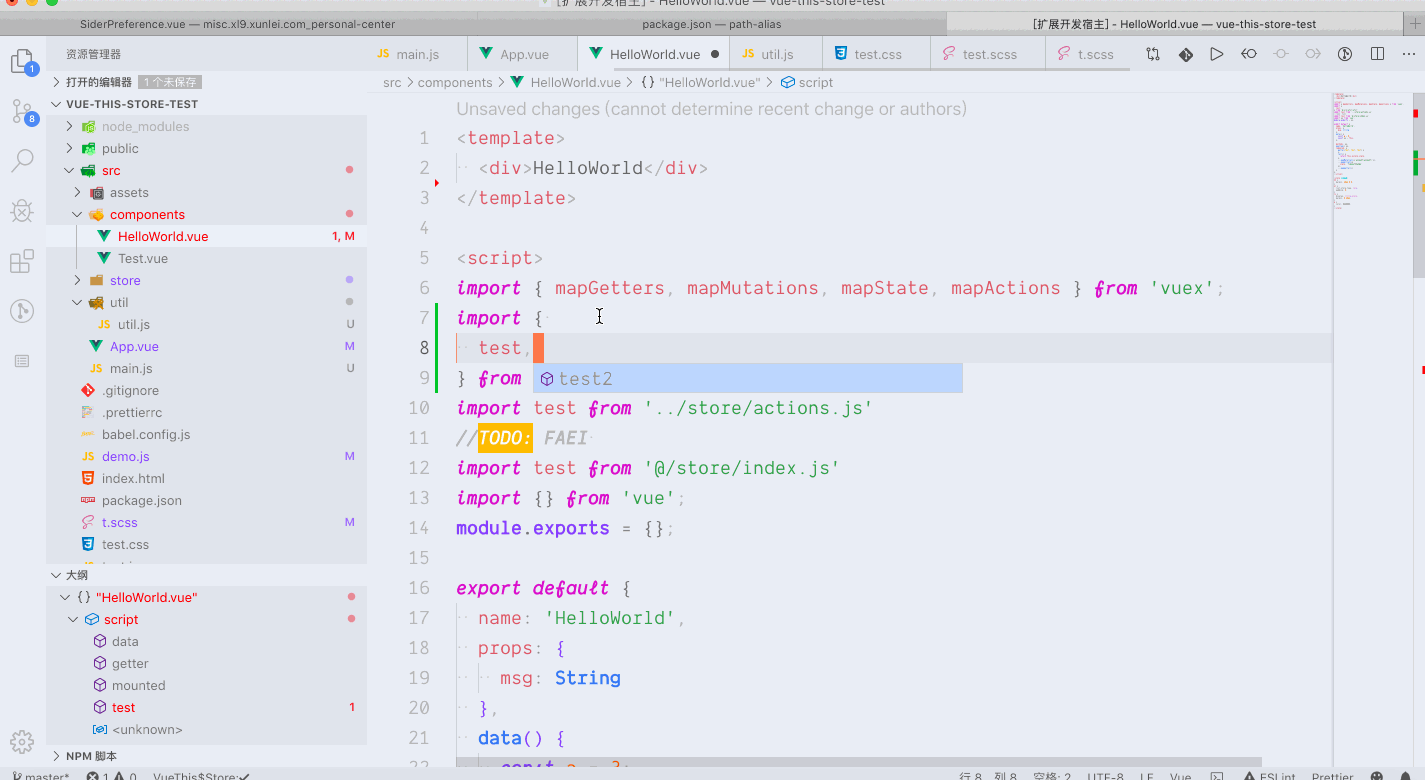 [扩展开发宿主] - HelloWorld.vue — vue-this-store-test
SiderPreference.vue — misc.xl9.xunlei.com_personal-center
package.json — path-alias
[扩展开发宿主] - HelloWorld.vue — vue-this-store-test
资源管理器
JS main.js
App.vue
HelloWorld.vue
JS util.js
test.css
test.scss
t.scss
打开的编辑器 1 个未保存
src > components > HelloWorld.vue > {} "HelloWorld.vue" > script
1
8
VUE-THIS-STORE-TEST
node_modules
public
src
assets
components
HelloWorld.vue 1, M
Test.vue
store
util
JS util.js U
App.vue M
JS main.js U
.gitignore
.prettierrc
babel.config.js
JS demo.js M
index.html
package.json
t.scss M
test.css
大纲
{} "HelloWorld.vue"
script
data
getter
mounted
test 1
<unknown>
NPM 脚本
Unsaved changes (cannot determine recent change or authors)
1 <template>
2 <div>HelloWorld</div>
3 </template>
4
5 <script>
6 import { mapGetters, mapMutations, mapState, mapActions } from 'vuex';
7 import {
8 test,
9 } from
test2
10 import test from '../store/actions.js'
11 //TODO: FAEI
12 import test from '@/store/index.js'
13 import {} from 'vue';
14 module.exports = {};
15
16 export default {
17 name: 'HelloWorld',
18 props: {
19 msg: String
20 },
21 data() {
22 const a = 2;
master* 1 0 VueThis$Store:✓
行 8，列 8 空格: 2 UTF-8 LF Vue ESLint Prettier